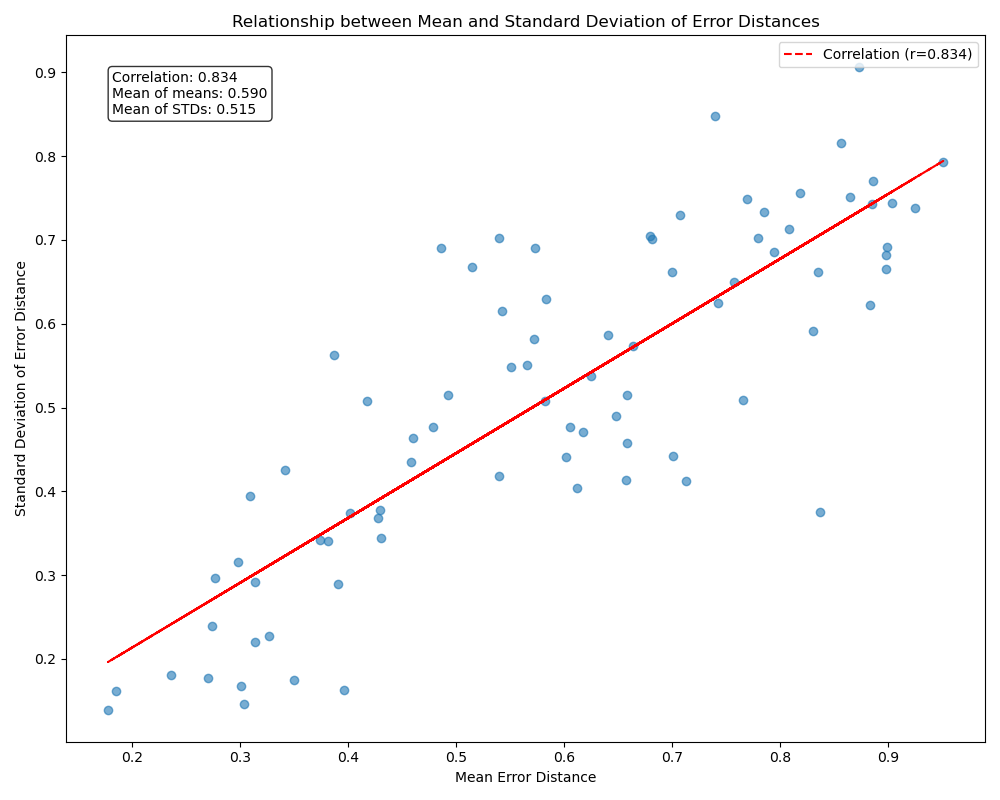 Relationship between Mean and Standard Deviation of Error Distances
Correlation (r=0.834)
Correlation: 0.834
Mean of means: 0.590
Mean of STDs: 0.515
Standard Deviation of Error Distance
0.9
0.8
0.7
0.6
0.5
0.4
0.3
0.2
0.2 0.3 0.4 0.5 0.6 0.7 0.8 0.9
Mean Error Distance